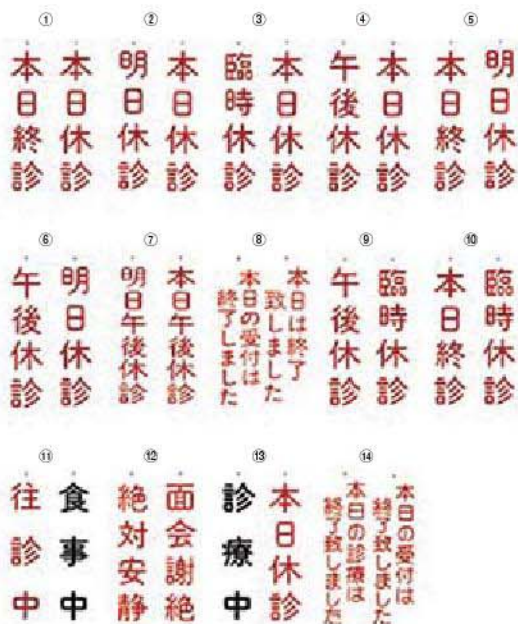 ①
本日休診
本日終診
②
本日休診
明日休診
③
本日休診
臨時休診
④
本日休診
午後休診
⑤
明日休診
本日終診
⑥
明日休診
午後休診
⑦
本日午後休診
明日午後休診
⑧
本日は終了
致しました
本日の受付は
終了しました
⑨
臨時休診
午後休診
⑩
臨時休診
本日終診
⑪
食事中
往診中
⑫
面会謝絶
絶対安静
⑬
本日休診
診療中
⑭
本日の受付は
終了致しました
本日の診療は
終了致しました